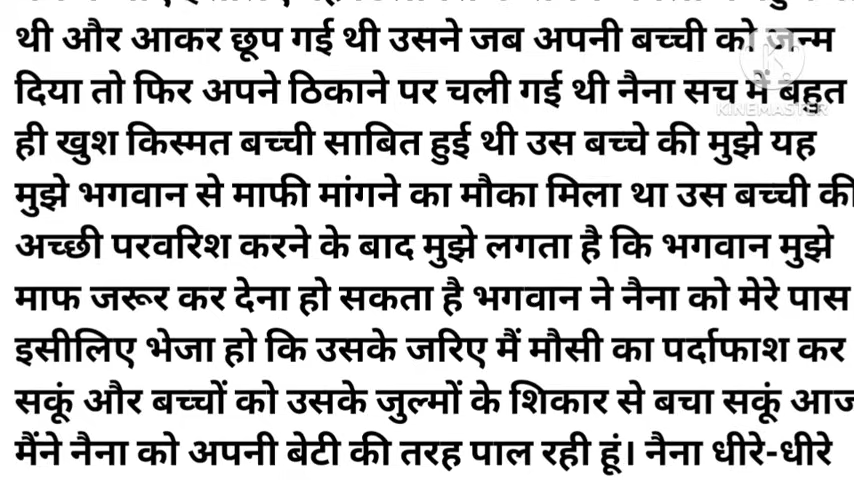 थी और आकर छूप गई थी उसने जब अपनी बच्ची को जन्म
दिया तो फिर अपने ठिकाने पर चली गई थी नैना सच में बहुत
KINEMASTER
ही खुश किस्मत बच्ची साबित हुई थी उस बच्चे की मुझे यह
मुझे भगवान से माफी मांगने का मौका मिला था उस बच्ची की
अच्छी परवरिश करने के बाद मुझे लगता है कि भगवान मुझे
माफ जरूर कर देना हो सकता है भगवान ने नैना को मेरे पास
इसीलिए भेजा हो कि उसके जरिए मैं मौसी का पर्दाफाश कर
सकूं और बच्चों को उसके जुल्मों के शिकार से बचा सकूं आज
मैंने नैना को अपनी बेटी की तरह पाल रही हूं। नैना धीरे-धीरे